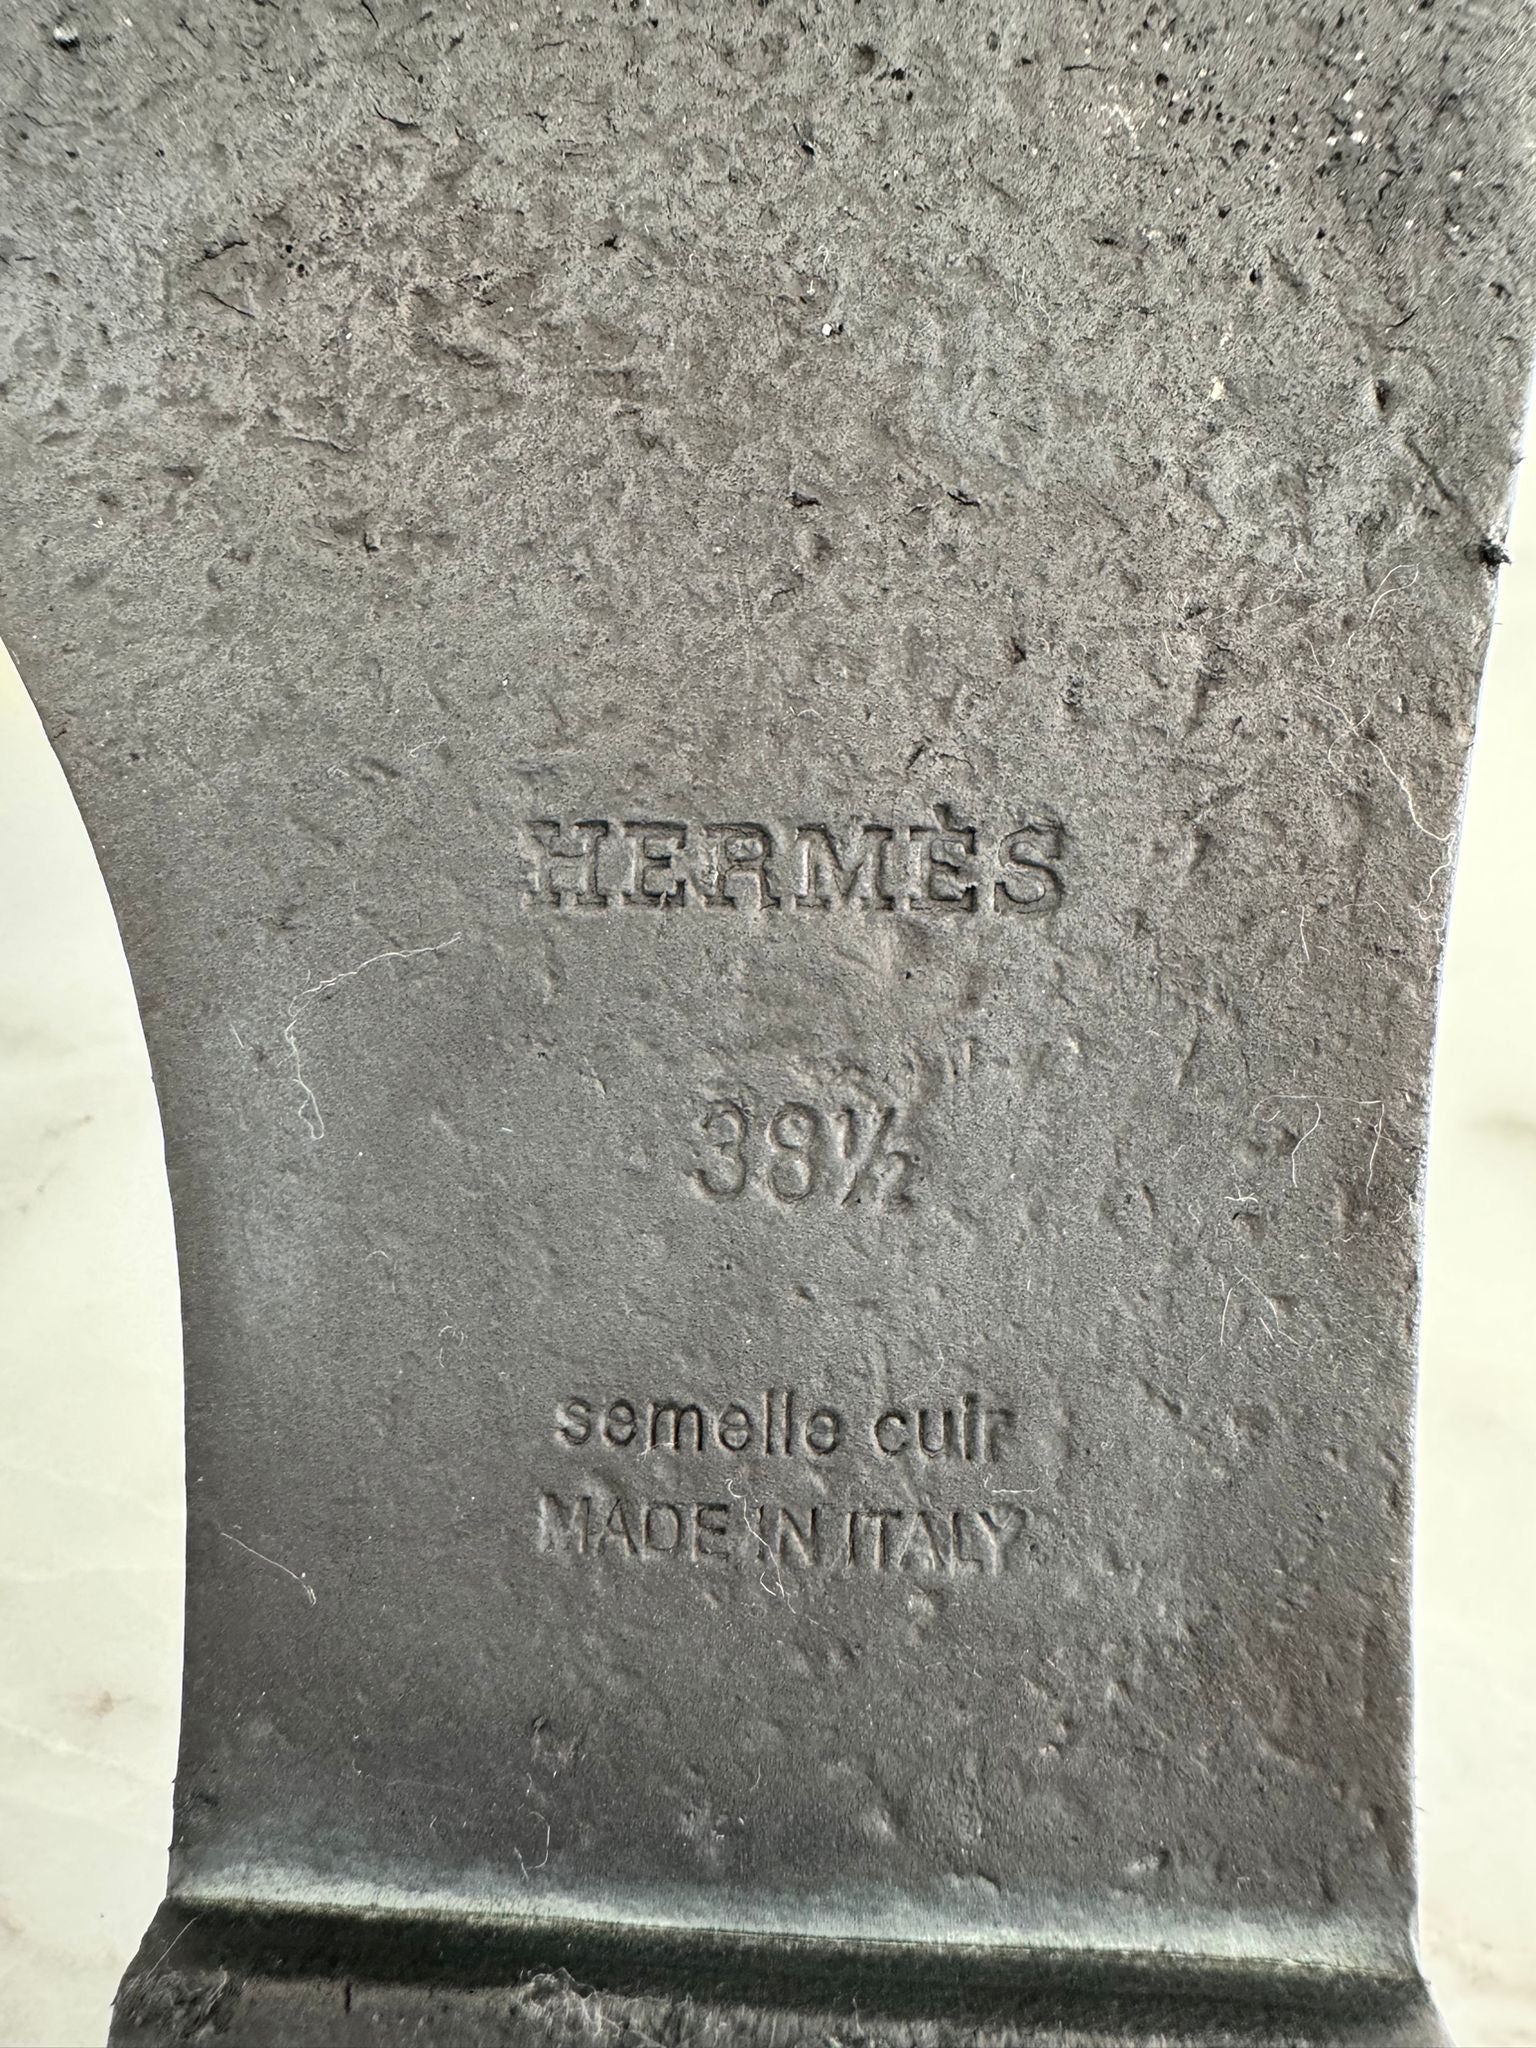 HERMÈS
38½
semelle cuir
MADE IN ITALY